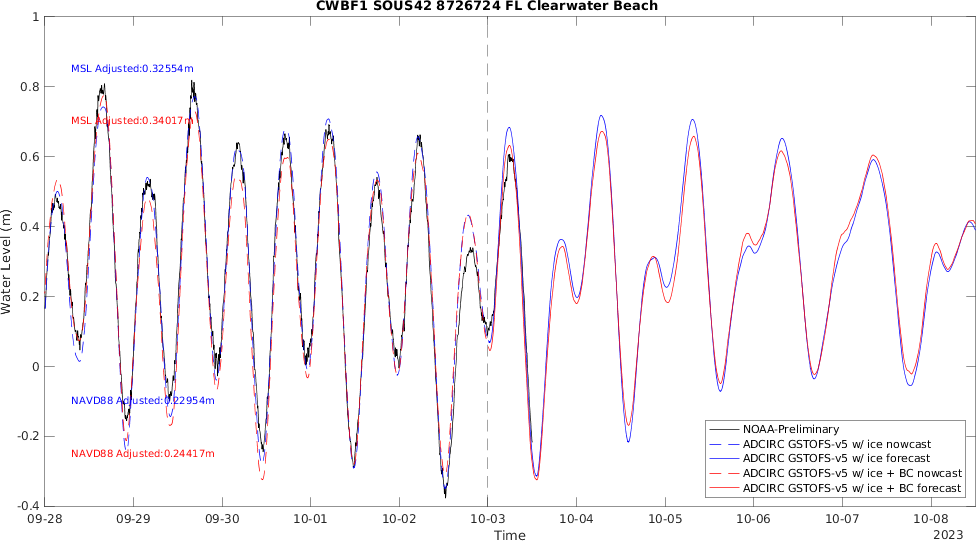 CWBF1 SOUS42 8726724 FL Clearwater Beach
1
0.8
0.6
0.4
0.2
0
-0.2
-0.4
Water Level (m)
MSL Adjusted:0.32554m
MSL Adjusted:0.34017m
NAVD88 Adjusted:0.22954m
NAVD88 Adjusted:0.24417m
NOAA-Preliminary
ADCIRC GSTOFS-v5 w/ ice nowcast
ADCIRC GSTOFS-v5 w/ ice forecast
ADCIRC GSTOFS-v5 w/ ice + BC nowcast
ADCIRC GSTOFS-v5 w/ ice + BC forecast
09-28 09-29 09-30 10-01 10-02 10-03 10-04 10-05 10-06 10-07 10-08
Time
2023